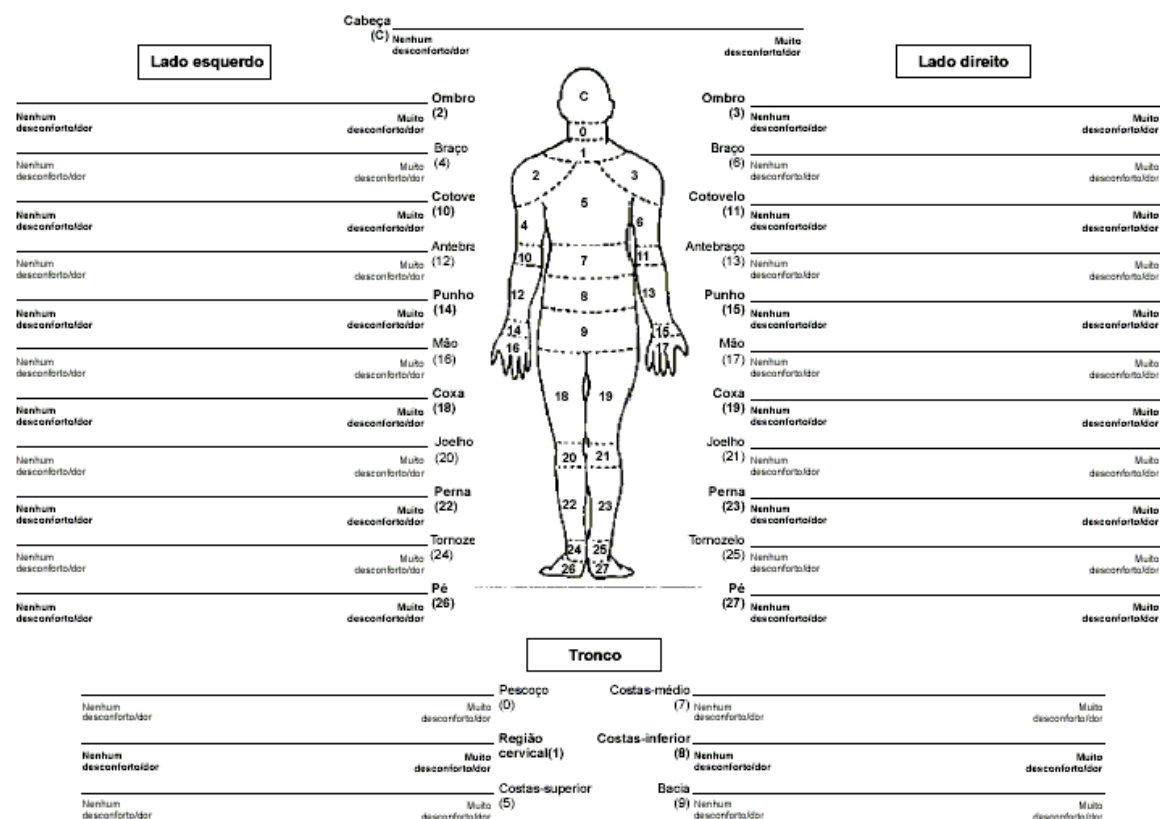 Cabeça
(C)
Nenhum
desconforto/dor
Muito
desconforto/dor
Lado esquerdo
Lado direito
Ombro
(2)
Nenhum
desconforto/dor
Muito
desconforto/dor
Braço
(4)
Nenhum
desconforto/dor
Muito
desconforto/dor
Cotove
(10)
Nenhum
desconforto/dor
Muito
desconforto/dor
Antebra
(12)
Nenhum
desconforto/dor
Muito
desconforto/dor
Punho
(14)
Nenhum
desconforto/dor
Muito
desconforto/dor
Mão
(16)
Nenhum
desconforto/dor
Muito
desconforto/dor
Coxa
(18)
Nenhum
desconforto/dor
Muito
desconforto/dor
Joelho
(20)
Nenhum
desconforto/dor
Muito
desconforto/dor
Perna
(22)
Nenhum
desconforto/dor
Muito
desconforto/dor
Tornoze
(24)
Nenhum
desconforto/dor
Muito
desconforto/dor
Pé
(26)
Nenhum
desconforto/dor
Muito
desconforto/dor
C
0
1
2
3
5
4
6
10
7
11
12
8
13
14
9
15
16
17
18
19
20
21
22
23
24
25
26
27
Ombro
(3)
Nenhum
desconforto/dor
Muito
desconforto/dor
Braço
(6)
Nenhum
desconforto/dor
Muito
desconforto/dor
Cotovelo
(11)
Nenhum
desconforto/dor
Muito
desconforto/dor
Antebraço
(13)
Nenhum
desconforto/dor
Muito
desconforto/dor
Punho
(15)
Nenhum
desconforto/dor
Muito
desconforto/dor
Mão
(17)
Nenhum
desconforto/dor
Muito
desconforto/dor
Coxa
(19)
Nenhum
desconforto/dor
Muito
desconforto/dor
Joelho
(21)
Nenhum
desconforto/dor
Muito
desconforto/dor
Perna
(23)
Nenhum
desconforto/dor
Muito
desconforto/dor
Tornozelo
(25)
Nenhum
desconforto/dor
Muito
desconforto/dor
Pé
(27)
Nenhum
desconforto/dor
Muito
desconforto/dor
Tronco
Pescoço
(0)
Nenhum
desconforto/dor
Muito
desconforto/dor
Costas-médio
(7)
Nenhum
desconforto/dor
Muito
desconforto/dor
Região
cervical(1)
Nenhum
desconforto/dor
Muito
desconforto/dor
Costas-inferior
(8)
Nenhum
desconforto/dor
Muito
desconforto/dor
Costas-superior
(5)
Nenhum
desconforto/dor
Muito
desconforto/dor
Bacia
(9)
Nenhum
desconforto/dor
Muito
desconforto/dor